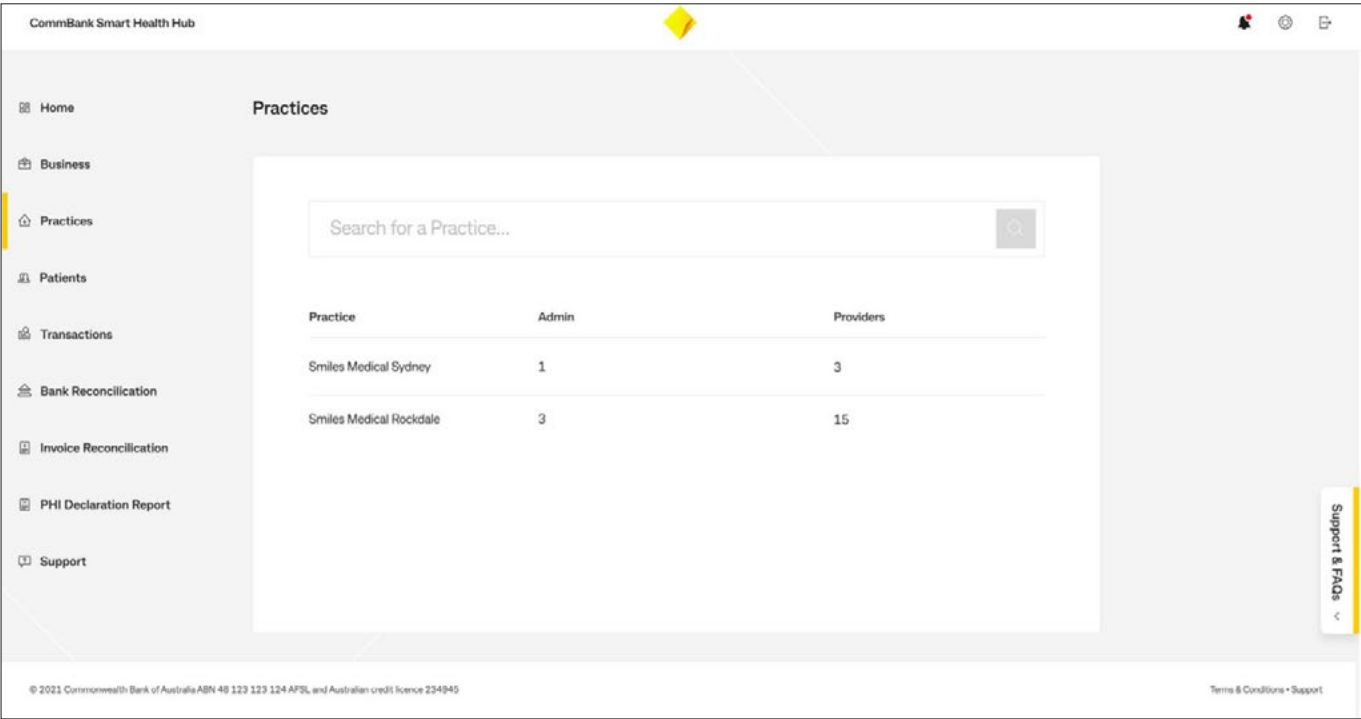 CommBank Smart Health Hub
Home
Business
Practices
Patients
Transactions
Bank Reconcilication
Invoice Reconcilication
PHI Declaration Report
Support
Practices
Search for a Practice...
Practice Admin Providers
Smiles Medical Sydney 1 3
Smiles Medical Rockdale 3 15
Support & FAQs
© 2021 Commonwealth Bank of Australia ABN 48 123 123 124 AFSL and Australian credit licence 234945
Terms & Conditions • Support